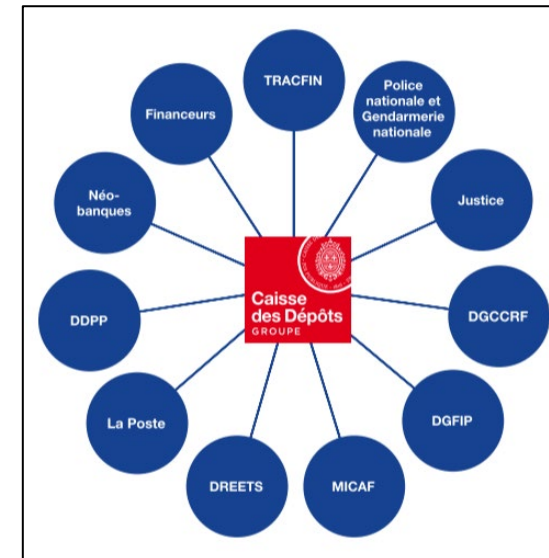 TRACFIN
Police
nationale et
Gendarmerie
nationale
Financeurs
Justice
Néo-
banques
Caisse
des Dépôts
GROUPE
DDPP
DGCCRF
La Poste
DGFIP
DREETS
MICAF